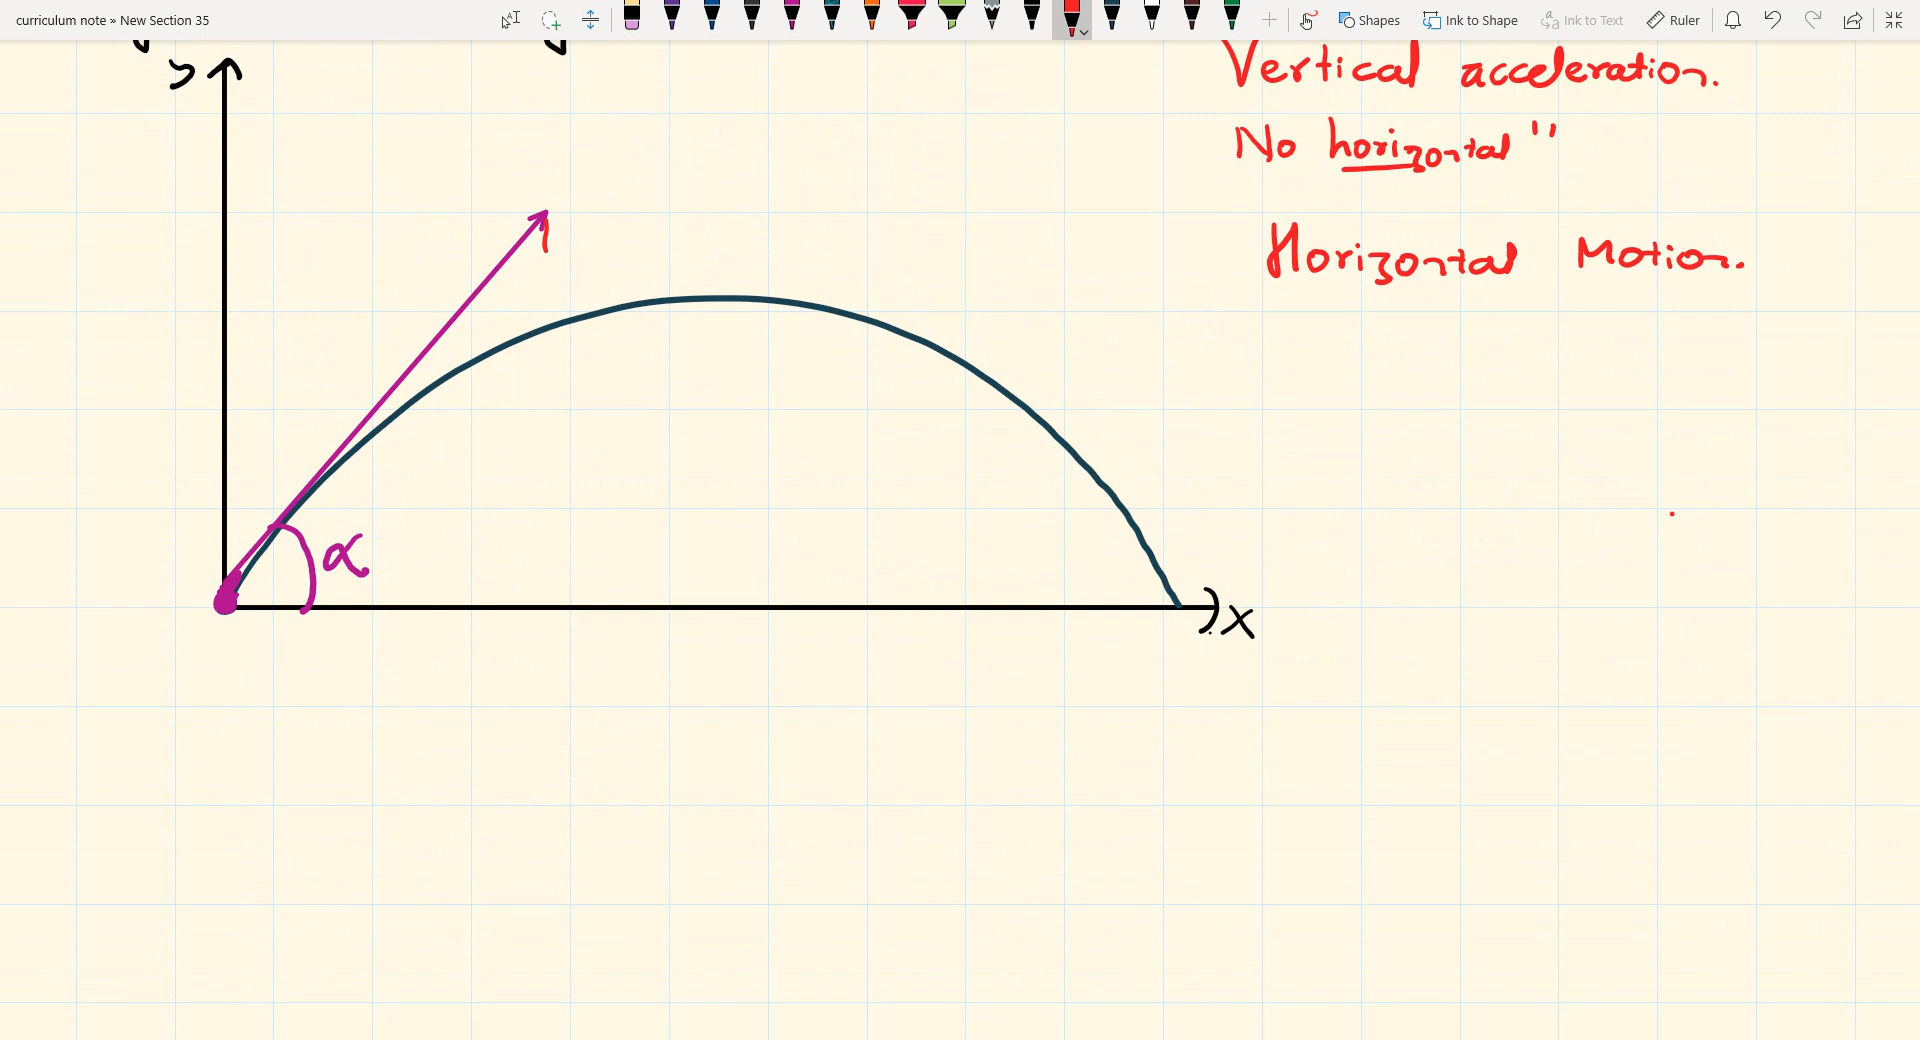 curriculum note » New Section 35
Shapes
Ink to Shape
Ink to Text
Ruler
Vertical acceleration.
No horizontal "
Horizontal Motion.
y
α
x